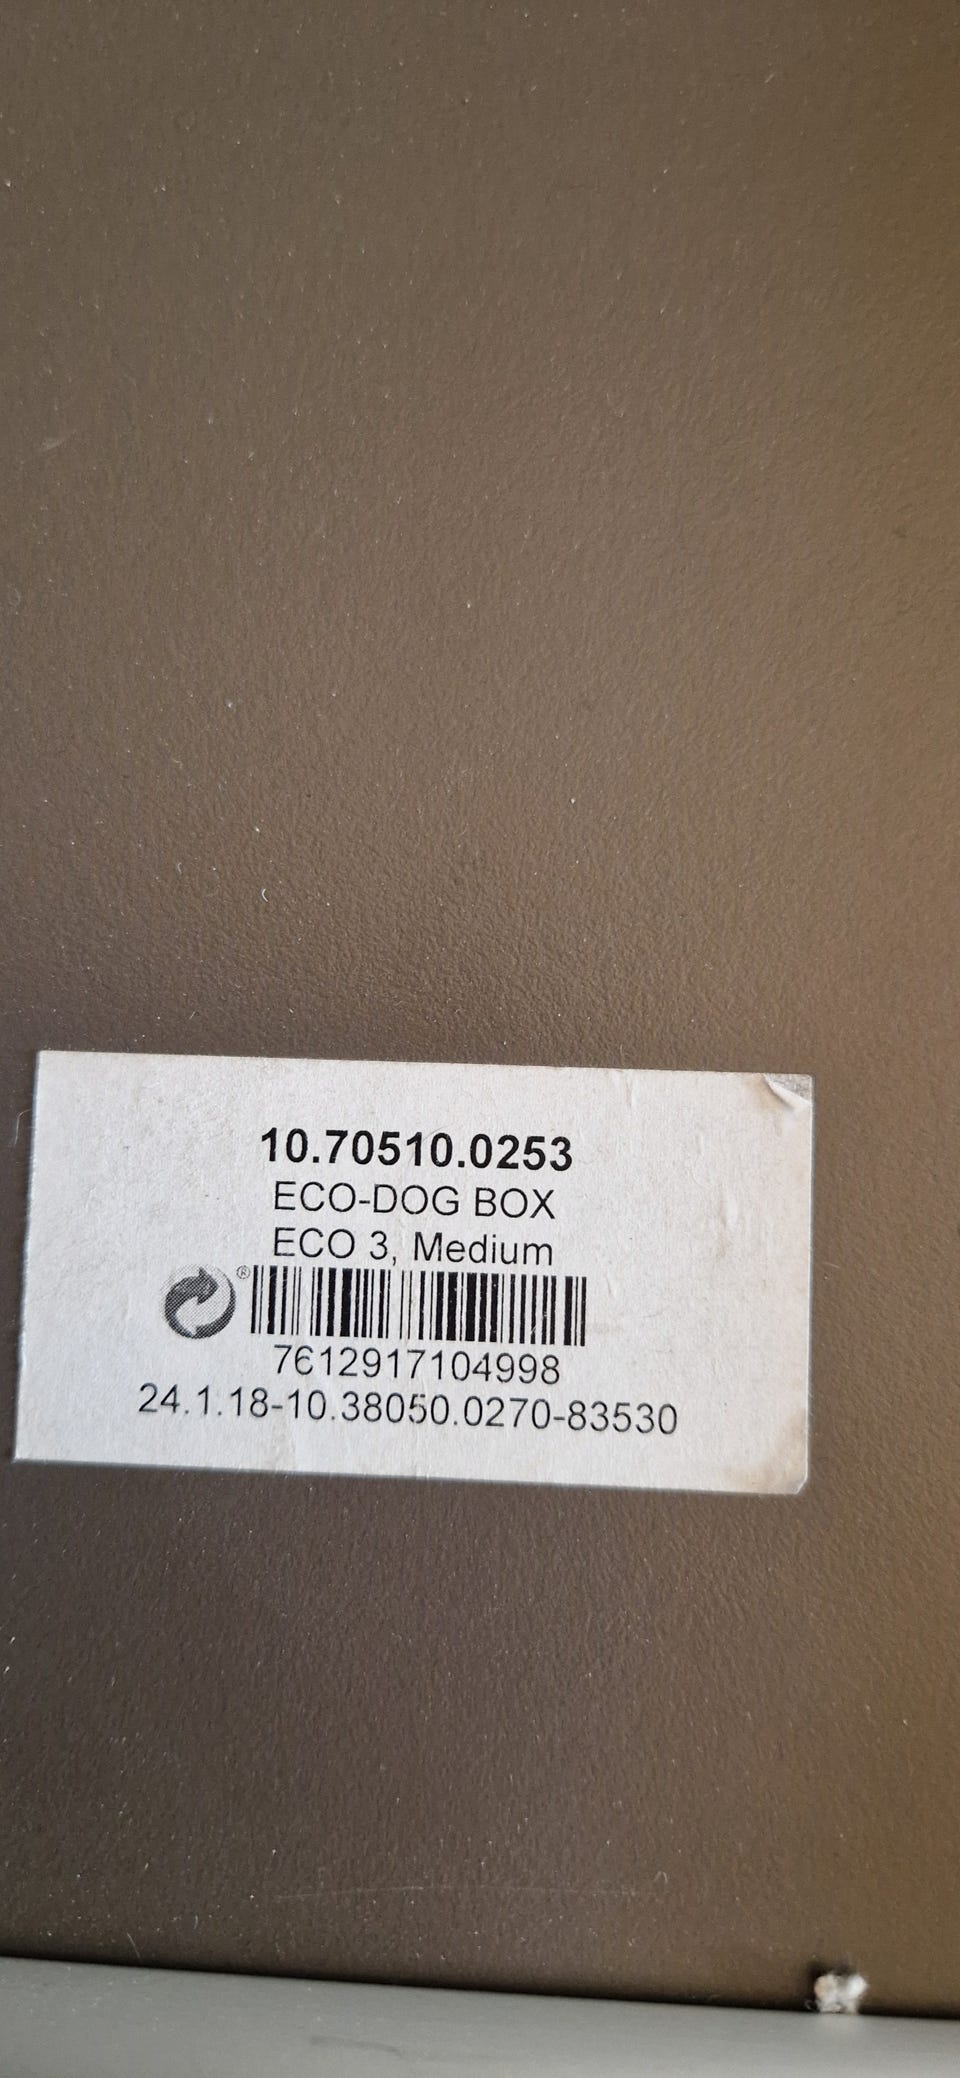 10.70510.0253
ECO-DOG BOX
ECO 3, Medium
®
7612917104998
24.1.18-10.38050.0270-83530